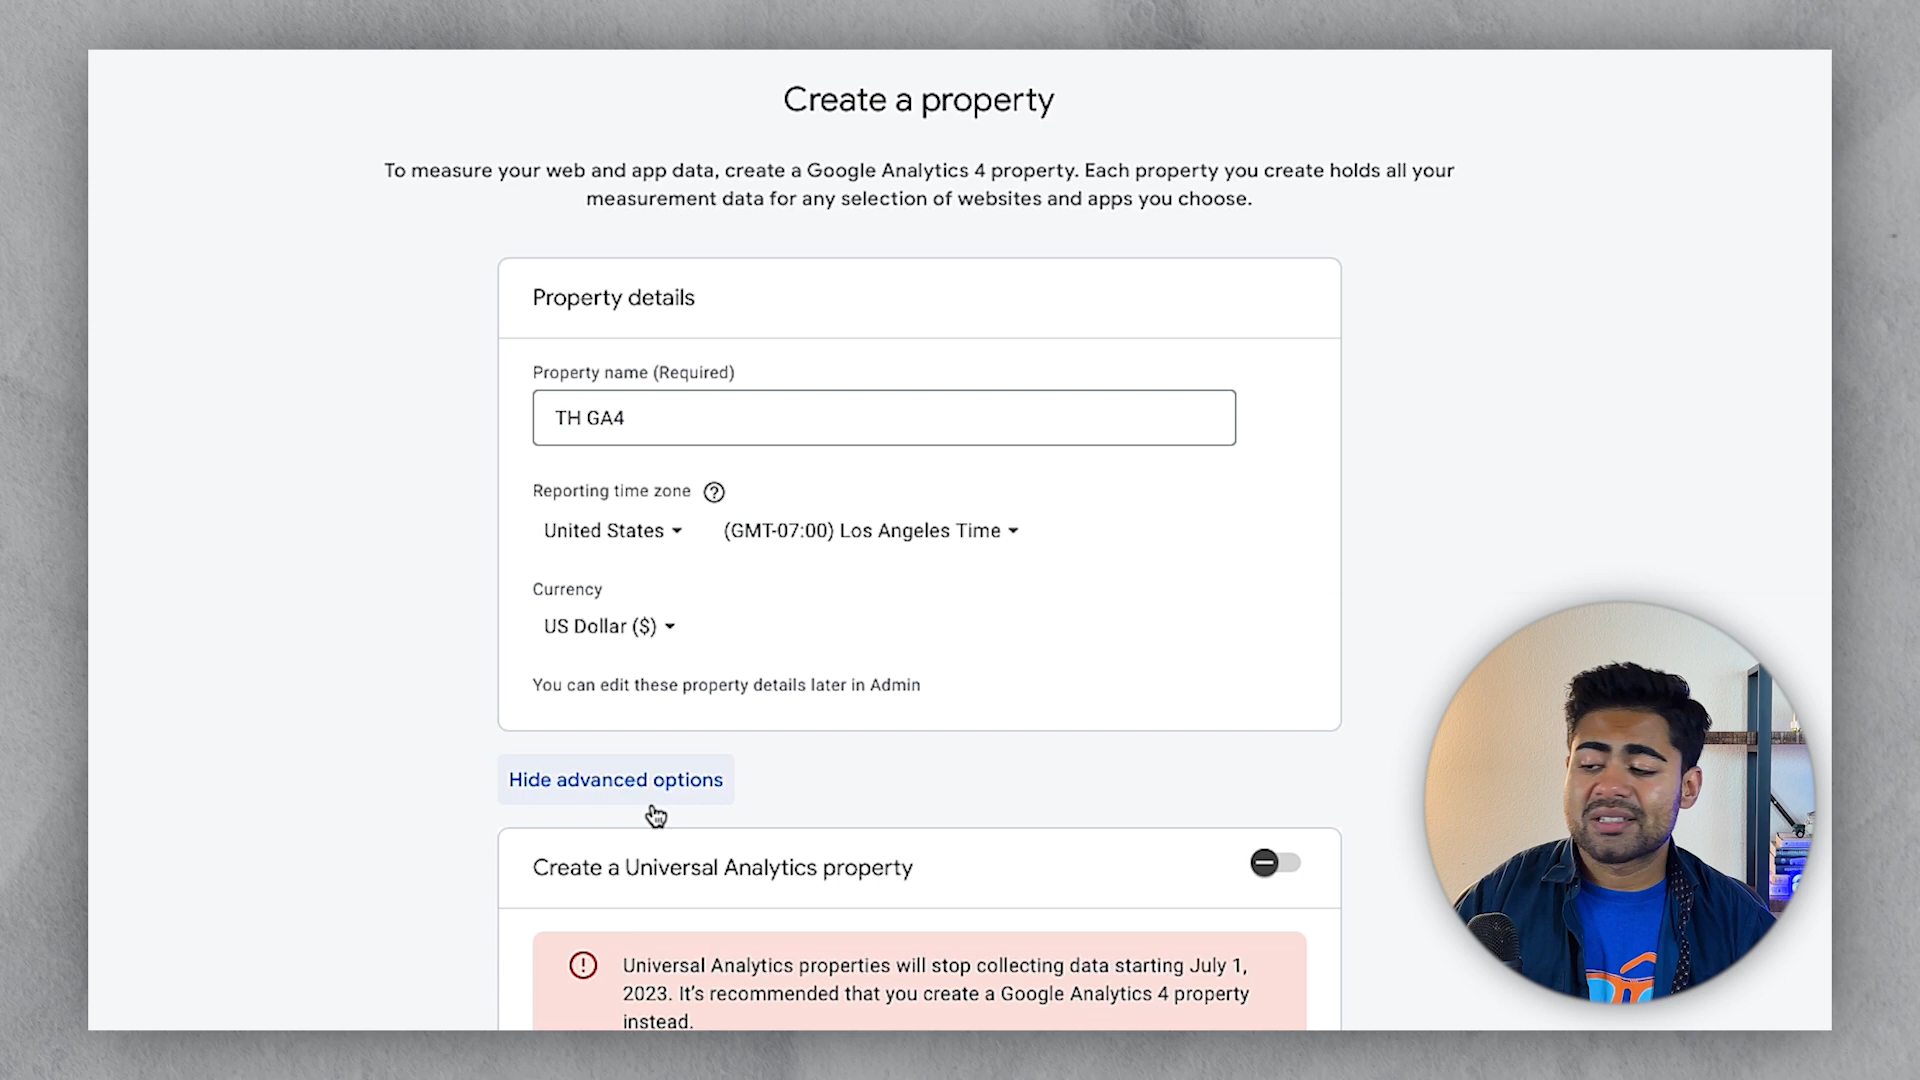 Create a property
To measure your web and app data, create a Google Analytics 4 property. Each property you create holds all your
measurement data for any selection of websites and apps you choose.
Property details
Property name (Required)
TH GA4
Reporting time zone
United States
(GMT-07:00) Los Angeles Time
Currency
US Dollar ($)
You can edit these property details later in Admin
Hide advanced options
Create a Universal Analytics property
Universal Analytics properties will stop collecting data starting July 1,
2023. It's recommended that you create a Google Analytics 4 property
instead.